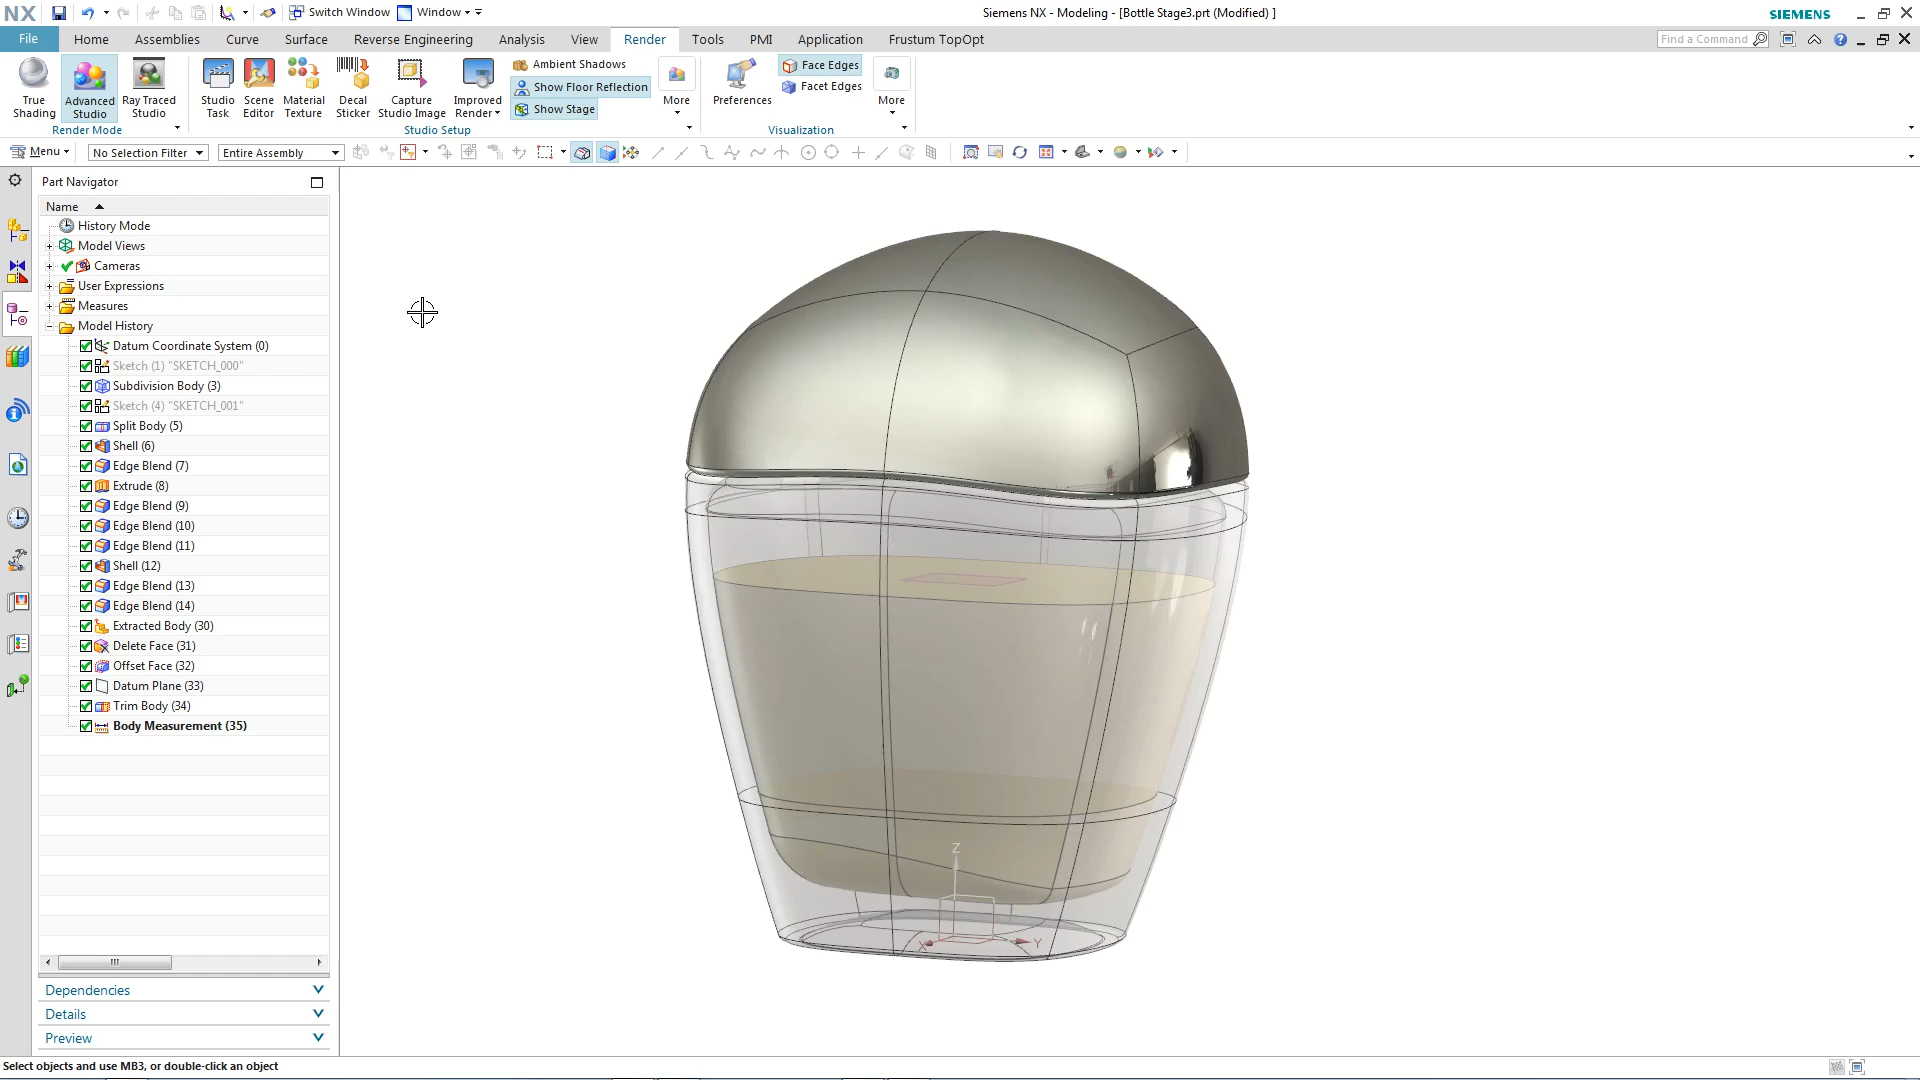 NX Switch Window Window Siemens NX - Modeling - [Bottle Stage3.prt (Modified) ] SIEMENS
File Home Assemblies Curve Surface Reverse Engineering Analysis View Render Tools PMI Application Frustum TopOpt Find a Command
True Shading
Advanced Studio
Ray Traced Studio
Render Mode
Studio Task
Scene Editor
Material Texture
Decal Sticker
Capture Studio Image
Improved Render
Ambient Shadows
Show Floor Reflection
Show Stage
More
Studio Setup
Preferences
Face Edges
Facet Edges
More
Visualization
Menu No Selection Filter Entire Assembly
Part Navigator
Name
History Mode
Model Views
Cameras
User Expressions
Measures
Model History
Datum Coordinate System (0)
Sketch (1) "SKETCH_000"
Subdivision Body (3)
Sketch (4) "SKETCH_001"
Split Body (5)
Shell (6)
Edge Blend (7)
Extrude (8)
Edge Blend (9)
Edge Blend (10)
Edge Blend (11)
Shell (12)
Edge Blend (13)
Edge Blend (14)
Extracted Body (30)
Delete Face (31)
Offset Face (32)
Datum Plane (33)
Trim Body (34)
Body Measurement (35)
Z
X Y
Dependencies
Details
Preview
Select objects and use MB3, or double-click an object